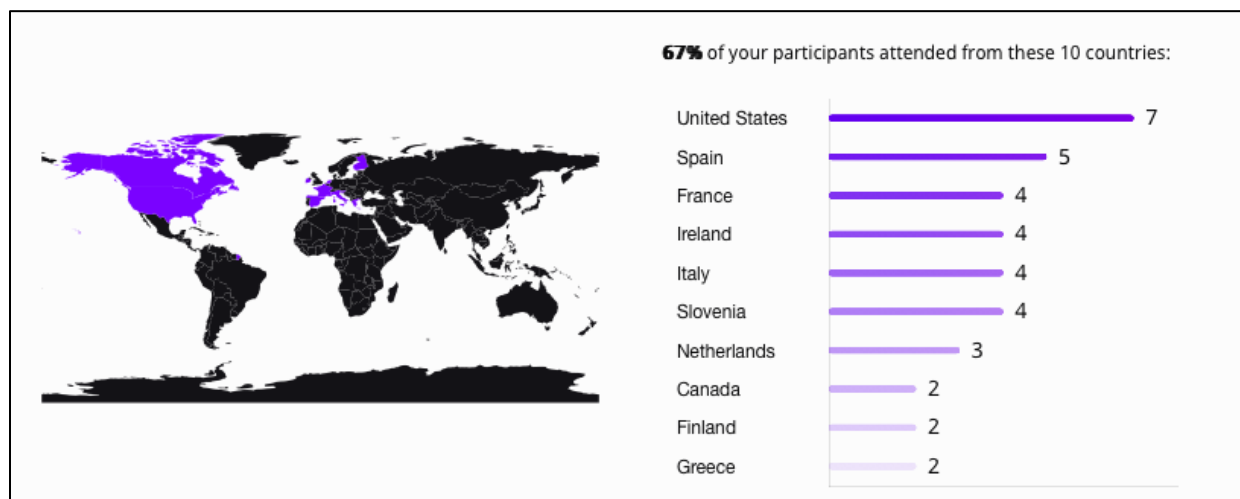 67% of your participants attended from these 10 countries:
United States 7
Spain 5
France 4
Ireland 4
Italy 4
Slovenia 4
Netherlands 3
Canada 2
Finland 2
Greece 2